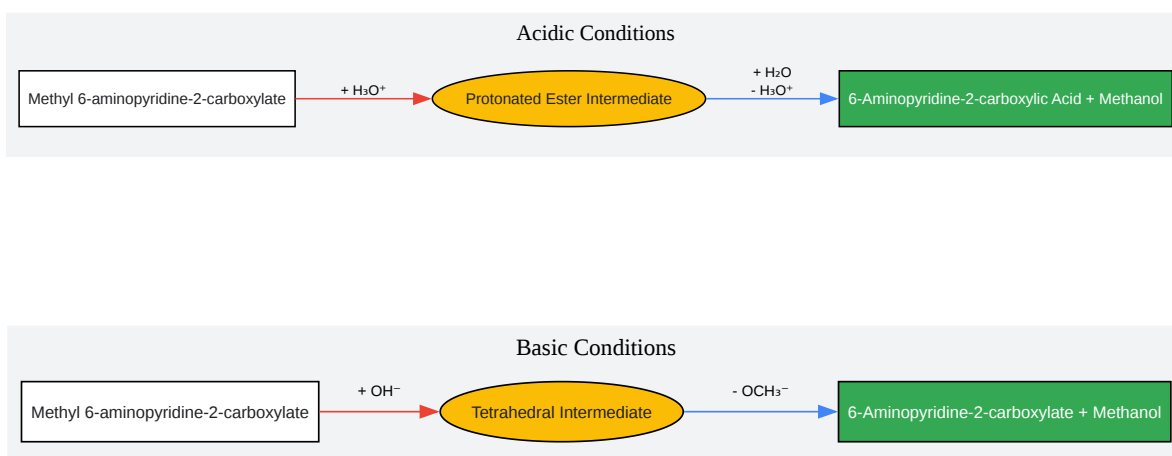 Acidic Conditions
Methyl 6-aminopyridine-2-carboxylate
+ H₃O⁺
Protonated Ester Intermediate
+ H₂O
- H₃O⁺
6-Aminopyridine-2-carboxylic Acid + Methanol
Basic Conditions
Methyl 6-aminopyridine-2-carboxylate
+ OH⁻
Tetrahedral Intermediate
- OCH₃⁻
6-Aminopyridine-2-carboxylate + Methanol